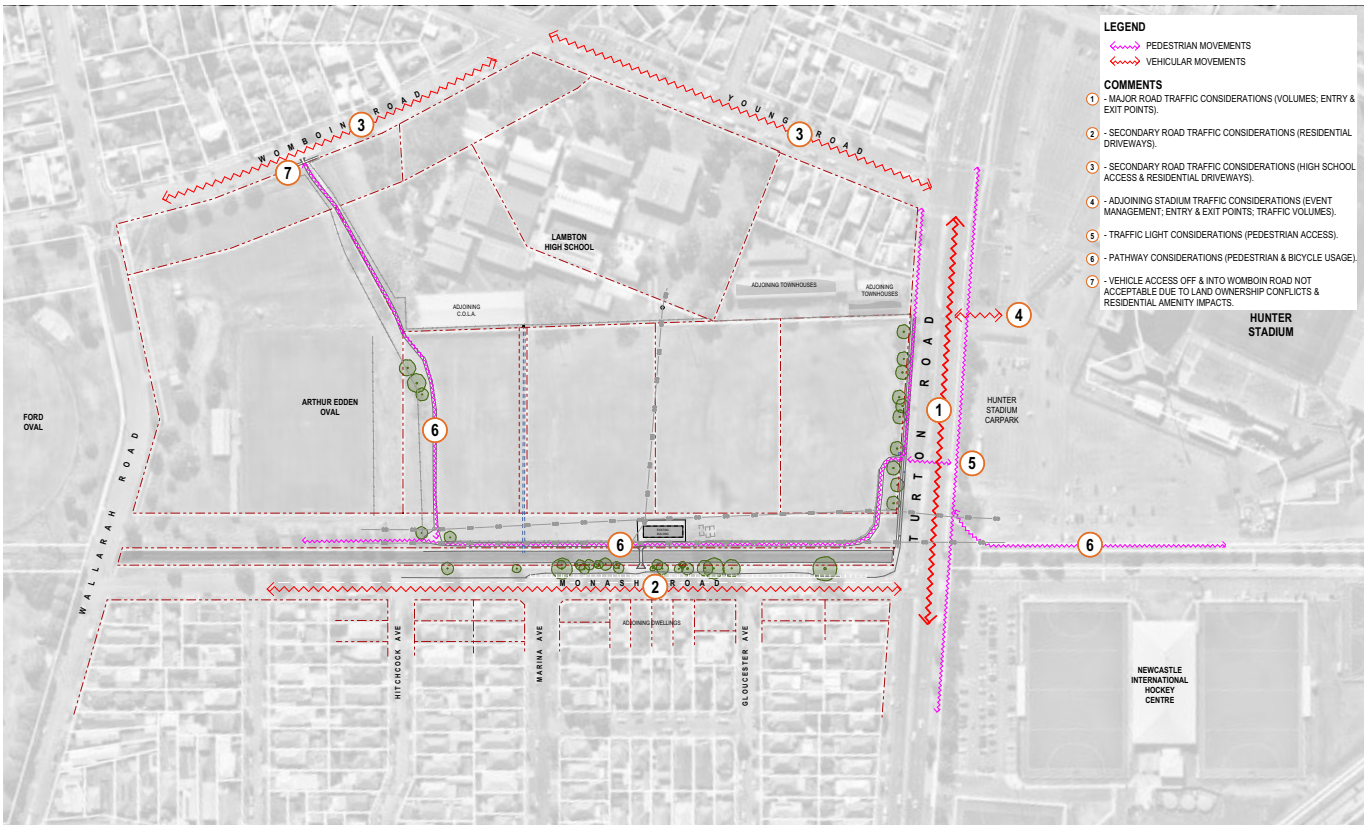 LEGEND
PEDESTRIAN MOVEMENTS
VEHICULAR MOVEMENTS
COMMENTS
1 - MAJOR ROAD TRAFFIC CONSIDERATIONS (VOLUMES; ENTRY &
EXIT POINTS).
2 - SECONDARY ROAD TRAFFIC CONSIDERATIONS (RESIDENTIAL
DRIVEWAYS).
3 - SECONDARY ROAD TRAFFIC CONSIDERATIONS (HIGH SCHOOL
ACCESS & RESIDENTIAL DRIVEWAYS).
4 - ADJOINING STADIUM TRAFFIC CONSIDERATIONS (EVENT
MANAGEMENT; ENTRY & EXIT POINTS; TRAFFIC VOLUMES).
5 - TRAFFIC LIGHT CONSIDERATIONS (PEDESTRIAN ACCESS).
6 - PATHWAY CONSIDERATIONS (PEDESTRIAN & BICYCLE USAGE).
7 - VEHICLE ACCESS OFF & INTO WOMBOIN ROAD NOT
ACCEPTABLE DUE TO LAND OWNERSHIP CONFLICTS &
RESIDENTIAL AMENITY IMPACTS.
HUNTER
STADIUM
WOMBOIN ROAD
3
YOUNG ROAD
3
7
LAMBTON
HIGH SCHOOL
ADJOINING TOWNHOUSES
ADJOINING
TOWNHOUSES
ADJOINING
C.O.L.A.
4
TURTON ROAD
1
HUNTER
STADIUM
CARPARK
ARTHUR EDDEN
OVAL
FORD
OVAL
6
5
WALLARAH ROAD
6
6
MONASH ROAD
2
ADJOINING DWELLINGS
HITCHCOCK AVE
MARINA AVE
GLOUCESTER AVE
NEWCASTLE
INTERNATIONAL
HOCKEY
CENTRE